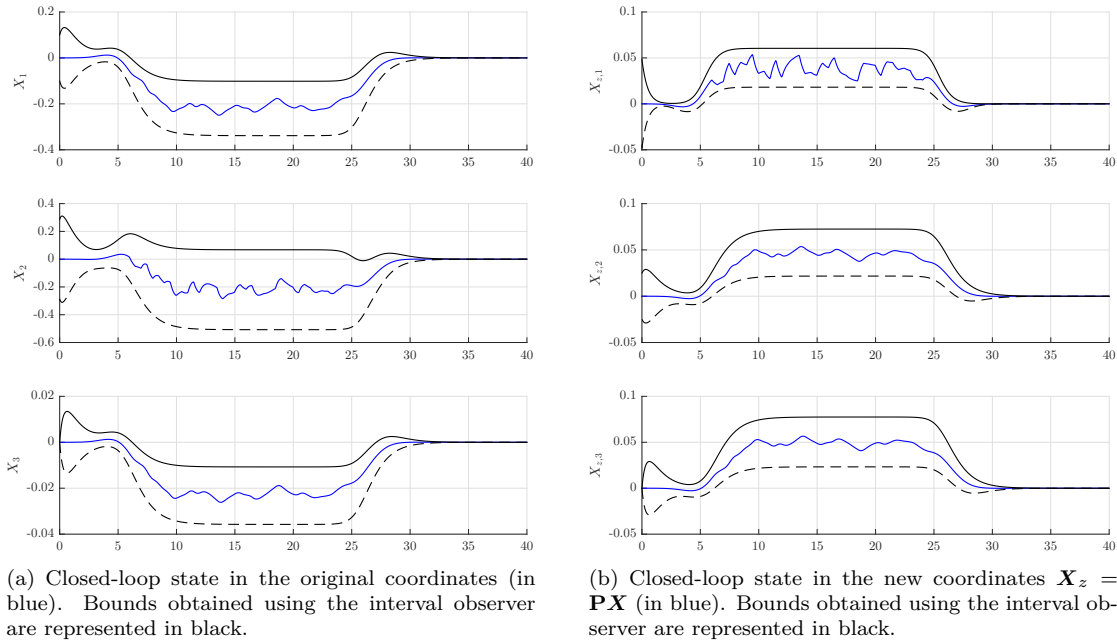 0.2
0
-0.2
-0.4
X1
0 5 10 15 20 25 30 35 40
0.4
0.2
0
-0.2
-0.4
-0.6
X2
0 5 10 15 20 25 30 35 40
0.02
0
-0.02
-0.04
X3
0 5 10 15 20 25 30 35 40
(a) Closed-loop state in the original coordinates (in
blue). Bounds obtained using the interval observer
are represented in black.
0.1
0.05
0
-0.05
Xz,1
0 5 10 15 20 25 30 35 40
0.1
0.05
0
-0.05
Xz,2
0 5 10 15 20 25 30 35 40
0.1
0.05
0
-0.05
Xz,3
0 5 10 15 20 25 30 35 40
(b) Closed-loop state in the new coordinates Xz =
PX (in blue). Bounds obtained using the interval ob-
server are represented in black.